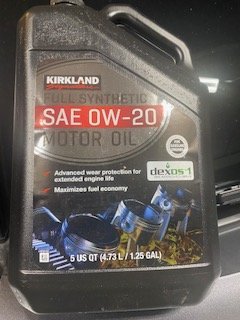 KIRKLAND
Signature
FULL SYNTHETIC
SAE 0W-20
MOTOR OIL
• Advanced wear protection for
extended engine life
• Maximizes fuel economy
dexos1
5 US QT (4.73 L / 1.25 GAL)